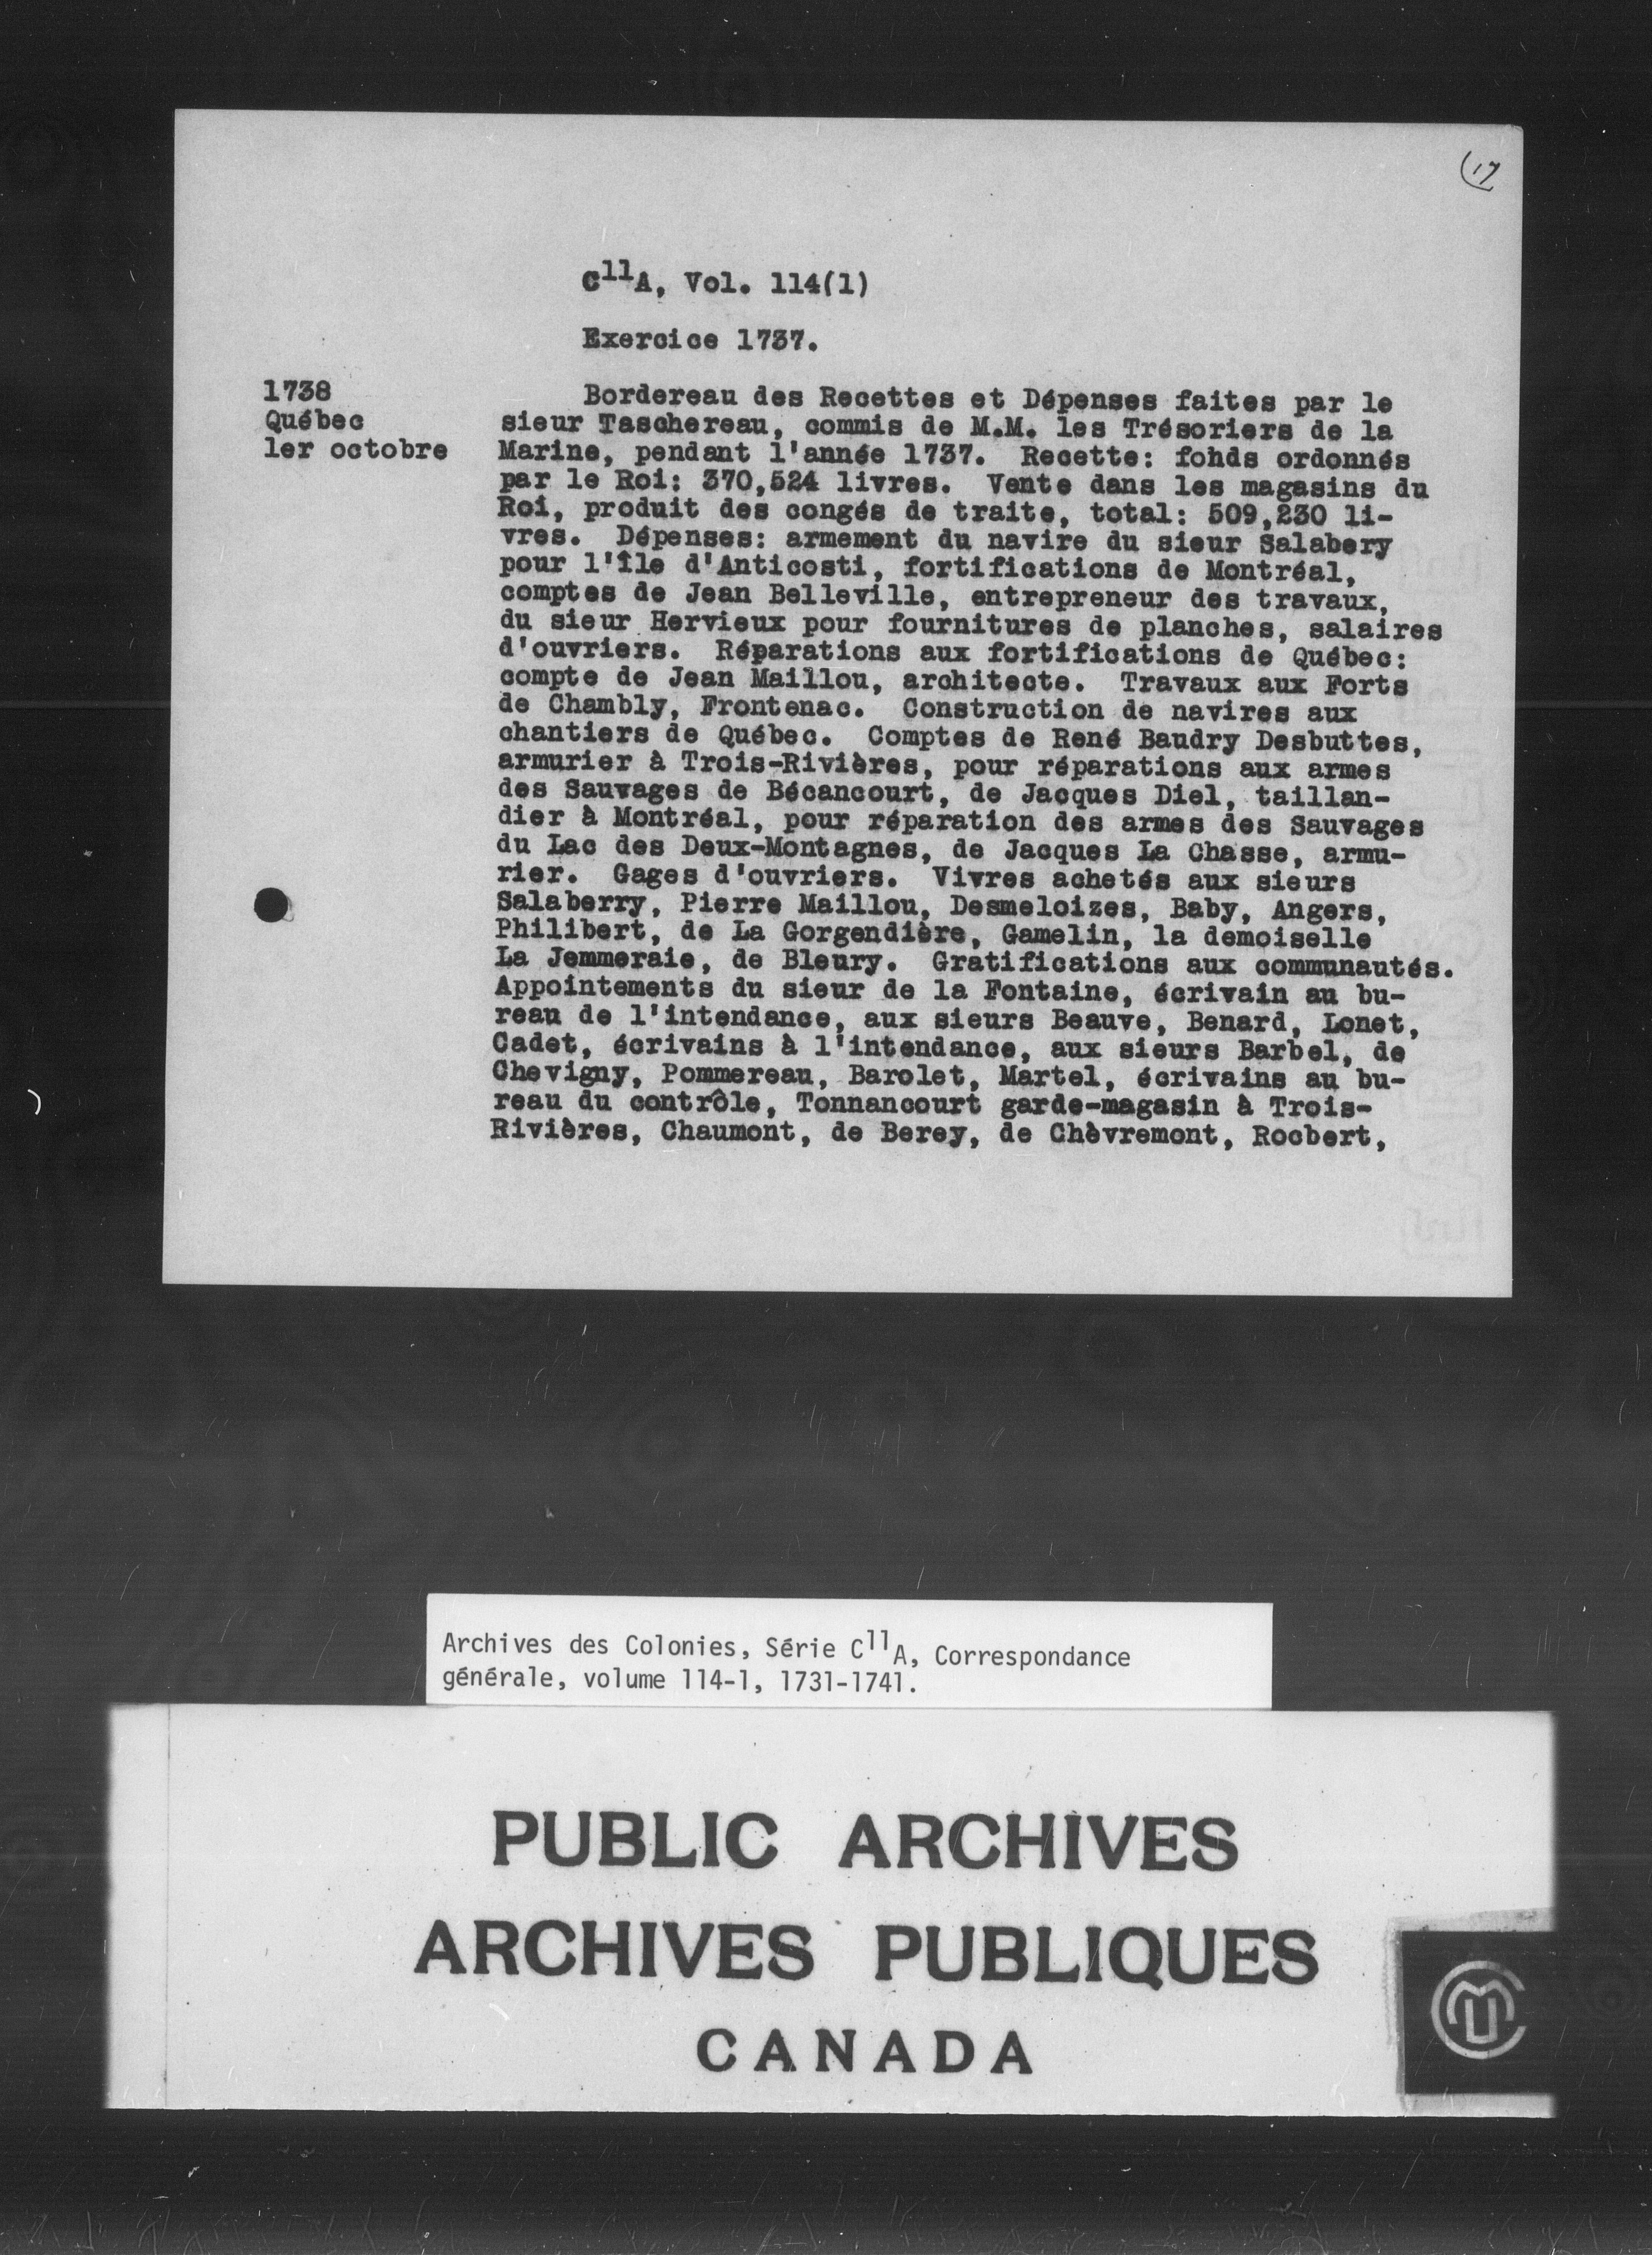 (17
C11A, Vol. 114(1)
Exercice 1737.
1738
Québec
1er octobre
Bordereau des Recettes et Dépenses faites par le
sieur Taschereau, commis de M.M. les Trésoriers de la
Marine, pendant l'année 1737. Recette: fohds ordonnés
par le Roi: 370,524 livres. Vente dans les magasins du
Roi, produit des congés de traite, total: 509,230 li-
vres. Dépenses: armement du navire du sieur Salabery
pour l'Île d'Anticosti, fortifications de Montréal,
comptes de Jean Belleville, entrepreneur des travaux,
du sieur Hervieux pour fournitures de planches, salaires
d'ouvriers. Réparations aux fortifications de Québec:
compte de Jean Maillou, architecte. Travaux aux Forts
de Chambly, Frontenac. Construction de navires aux
chantiers de Québec. Comptes de René Baudry Desbuttes,
armurier à Trois-Rivières, pour réparations aux armes
des Sauvages de Bécancourt, de Jacques Diel, taillan-
dier à Montréal, pour réparation des armes des Sauvages
du Lac des Deux-Montagnes, de Jacques La Chasse, armu-
rier. Gages d'ouvriers. Vivres achetés aux sieurs
Salaberry, Pierre Maillou, Desmeloizes, Baby, Angers,
Philibert, de La Gorgendière, Gamelin, la demoiselle
La Jemmeraie, de Bleury. Gratifications aux communautés.
Appointements du sieur de la Fontaine, écrivain au bu-
reau de l'intendance, aux sieurs Beauve, Benard, Lonet,
Cadet, écrivains à l'intendance, aux sieurs Barbel, de
Chevigny, Pommereau, Barolet, Martel, écrivains au bu-
reau du contrôle, Tonnancourt garde-magasin à Trois-
Rivières, Chaumont, de Berey, de Chèvremont, Rocbert,
Archives des Colonies, Série C11A, Correspondance
générale, volume 114-1, 1731-1741.
PUBLIC ARCHIVES
ARCHIVES PUBLIQUES
CANADA